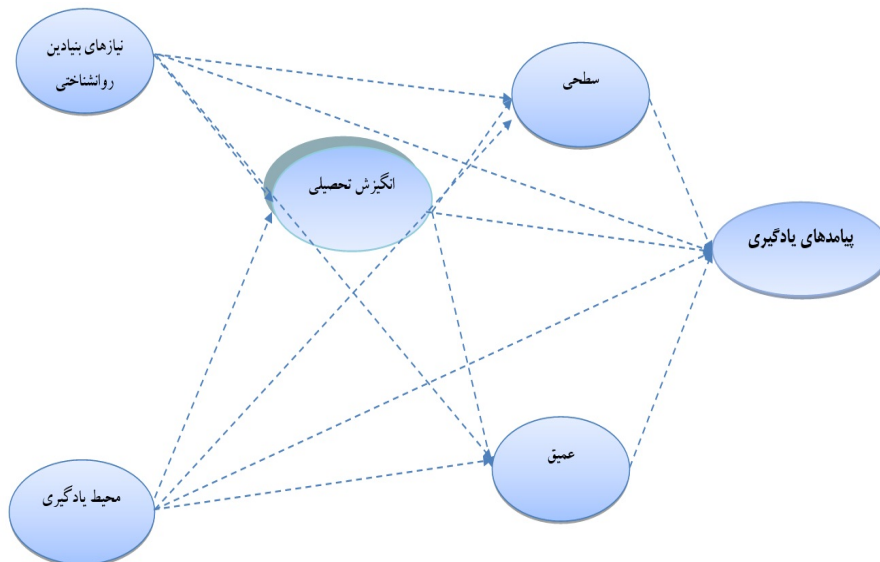 نیازهای بنیادین
روانشناختی
سطحی
انگیزش تحصیلی
پیامدهای یادگیری
عمیق
محیط یادگیری